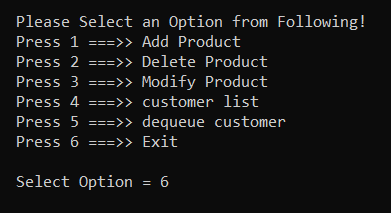 Please Select an Option from Following!
Press 1 ===>> Add Product
Press 2 ===>> Delete Product
Press 3 ===>> Modify Product
Press 4 ===>> customer list
Press 5 ===>> dequeue customer
Press 6 ===>> Exit
Select Option = 6